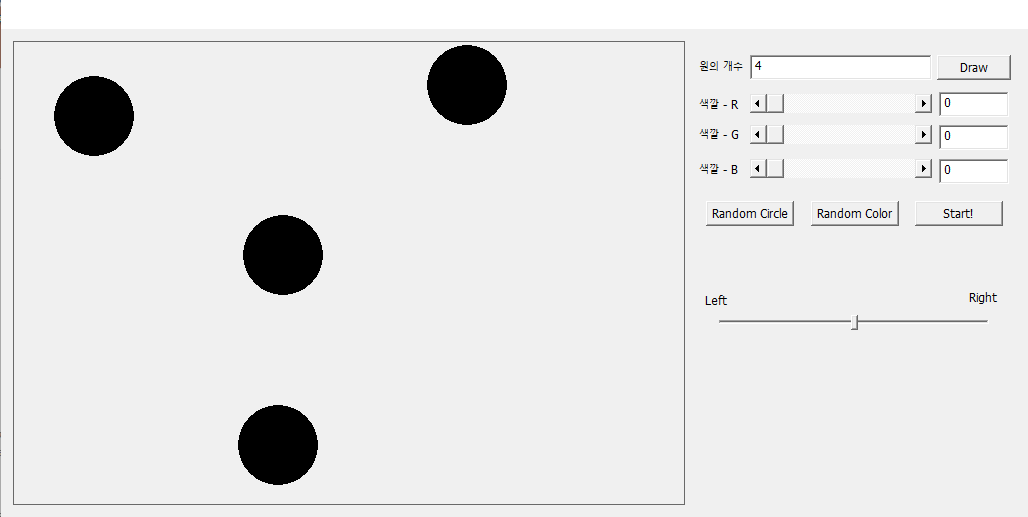 원의 개수 4 Draw
색깔 - R 0
색깔 - G 0
색깔 - B 0
Random Circle Random Color Start!
Left Right